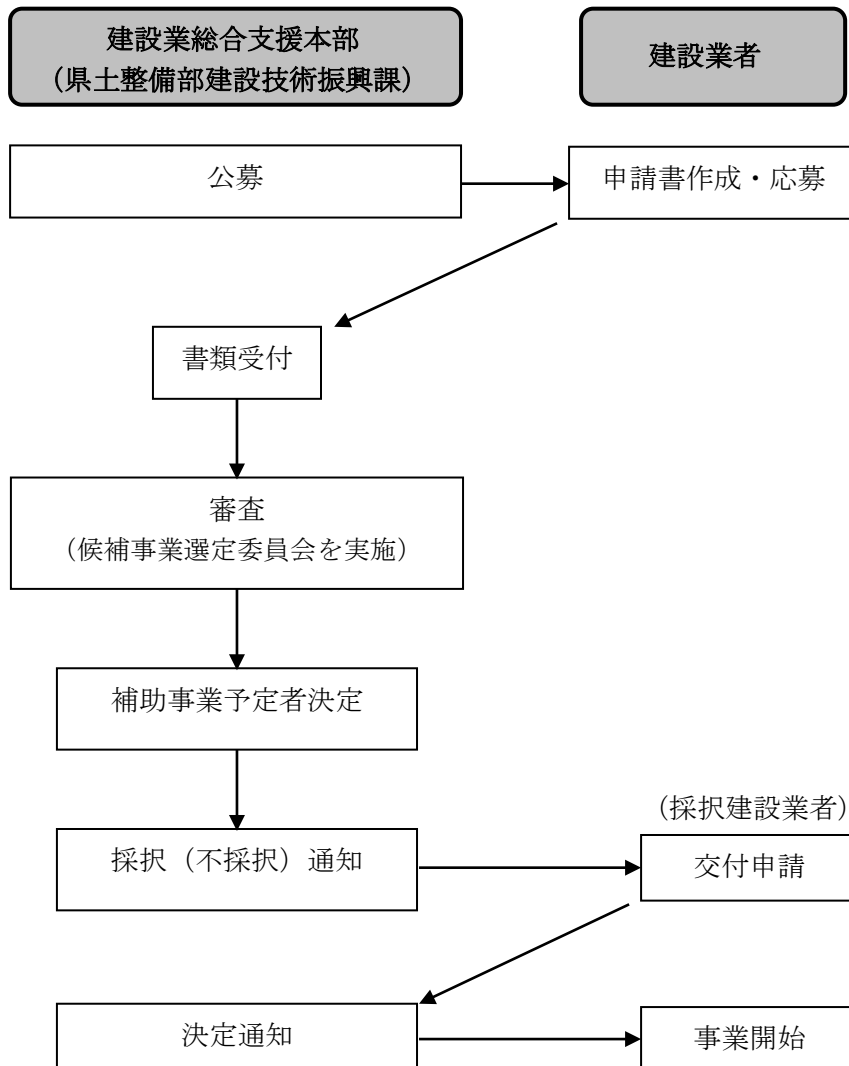 建設業総合支援本部
（県土整備部建設技術振興課）
建設業者
公募
申請書作成・応募
書類受付
審査
（候補事業選定委員会を実施）
補助事業予定者決定
採択（不採択）通知
（採択建設業者）
交付申請
決定通知
事業開始